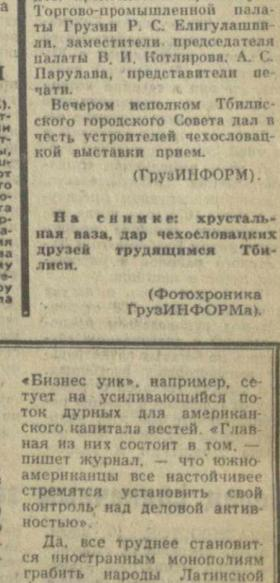 Торгово-промышленной пала-
ты Грузии Р. С. Елигулашви-
ли, заместители председателя
палаты В. И. Котлярова, А. С.
Парулава, представители пе-
чати.
Вечером исполком Тбилис-
ского городского Совета дал в
честь устроителей чехословац-
кой выставки прием.
(ГрузИНФОРМ).
На снимке: хрусталь-
ная ваза, дар чехословацких
друзей трудящимся Тби-
лиси.
(Фотохроника
ГрузИНФОРМа).
«Бизнес уик», например, се-
тует на усиливающийся по-
ток дурных для американ-
ского капитала вестей. «Глав-
ная из них состоит в том, —
пишет журнал, — что южно-
американцы все настойчивее
стремятся установить свой
контроль над деловой актив-
ностью».
Да, все труднее становит-
ся иностранным монополиям
грабить народы Латинской